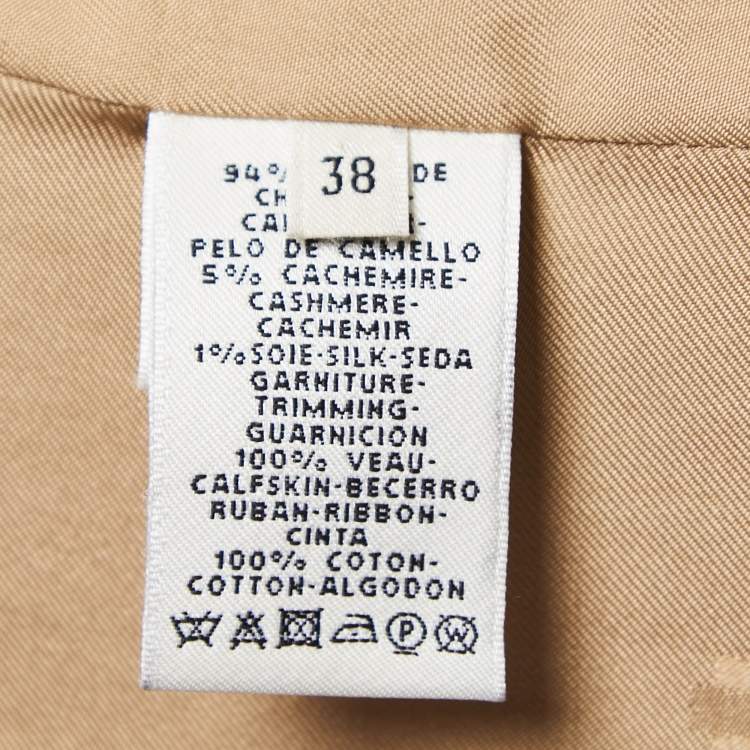 38
94% DE
PELO DE CAMELLO
5% CACHEMIRE-
CASHMERE-
CACHEMIR
1% SOIE-SILK-SEDA
GARNITURE-
TRIMMING-
GUARNICION
100% VEAU-
CALFSKIN-BECERRO
RUBAN-RIBBON-
CINTA
100% COTON-
COTTON-ALGODON
P W